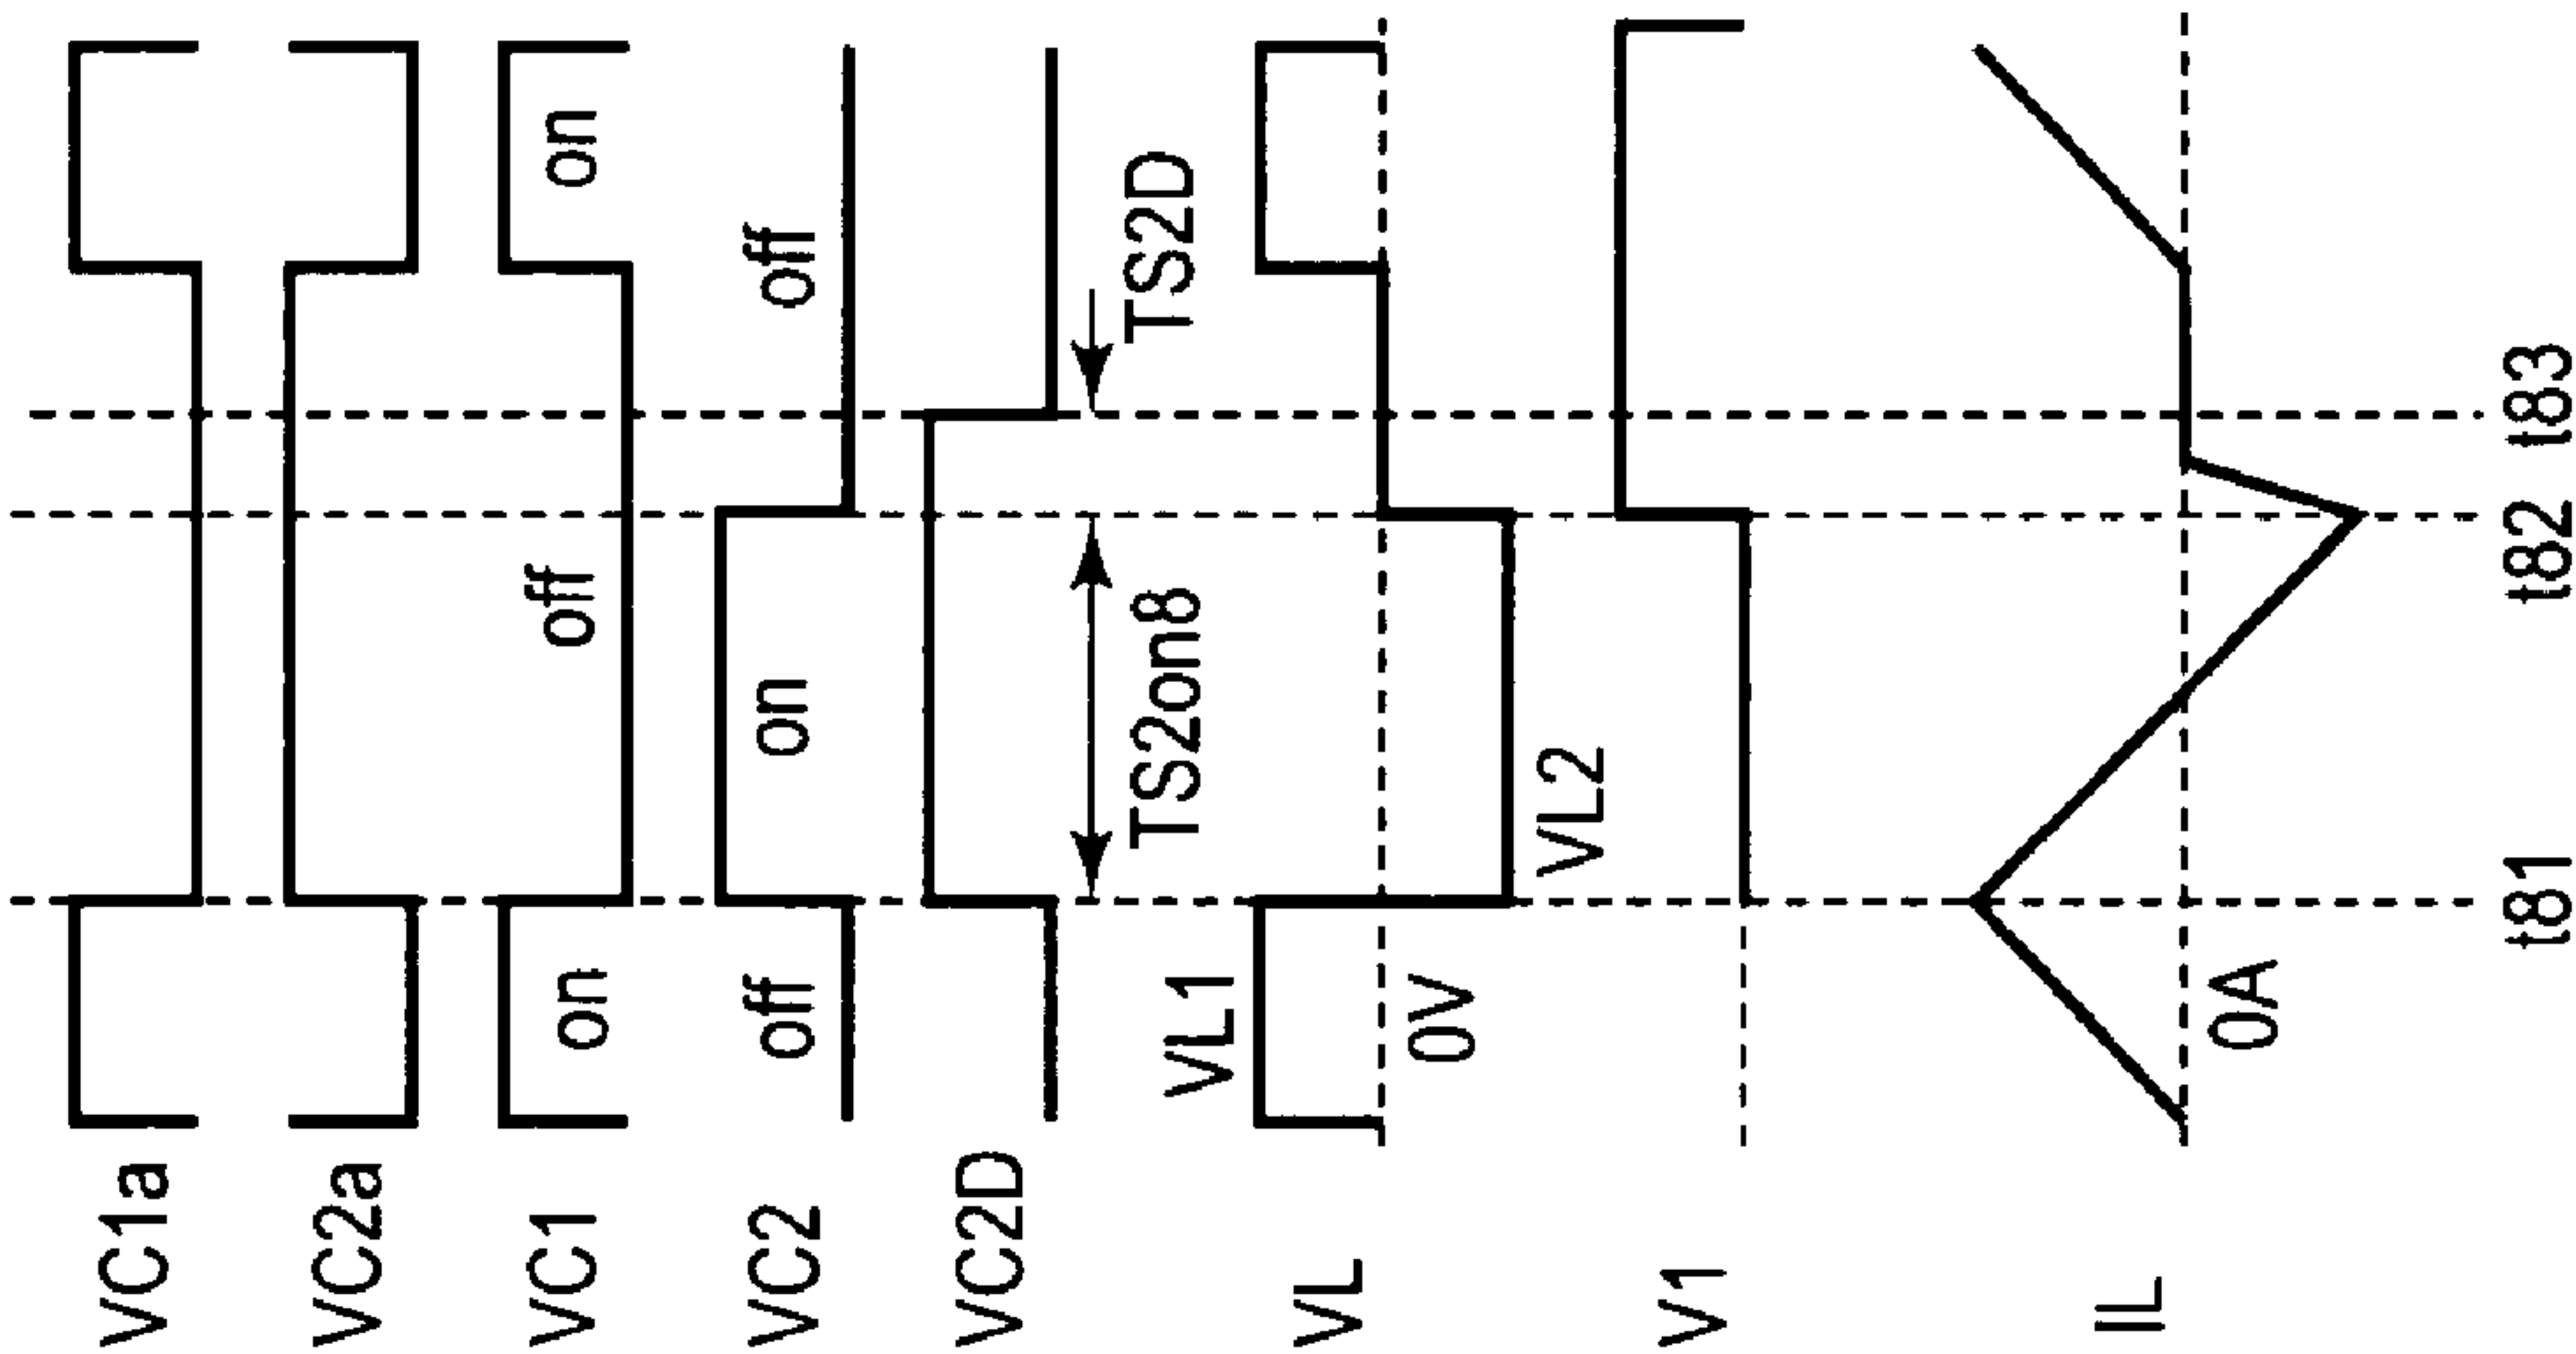 VC1a
VC2a
VC1
on
off
on
VC2
off
on
off
VC2D
TS2on8
TS2D
VL
VL1
0V
VL2
V1
IL
0A
t81
t82
t83